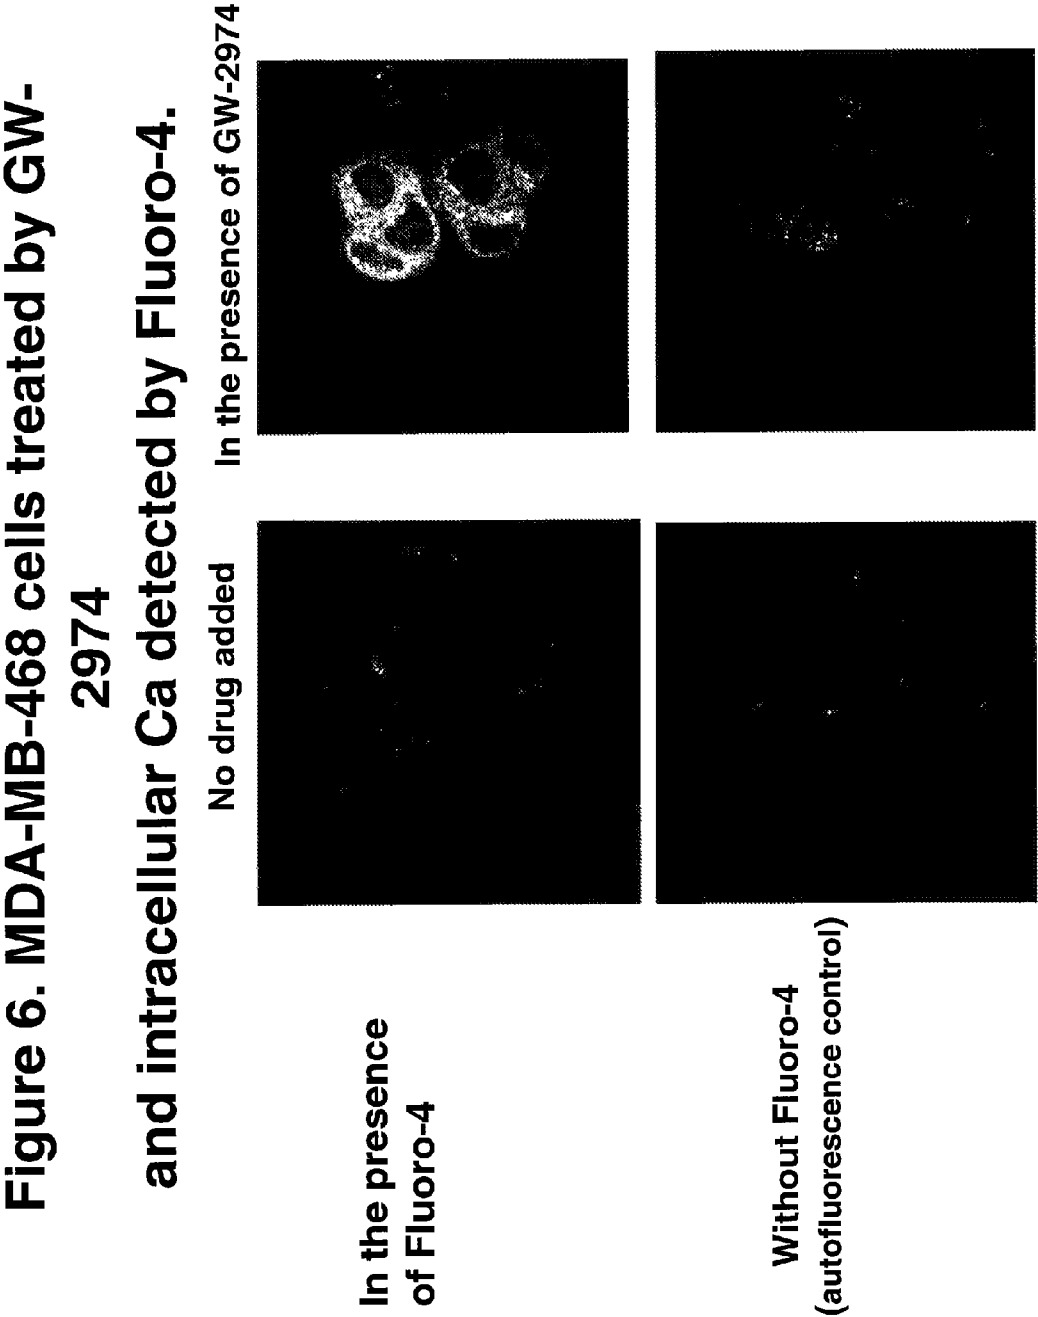 Figure 6. MDA-MB-468 cells treated by GW-
2974
and intracellular Ca detected by Fluoro-4.
No drug added
In the presence of GW-2974
In the presence
of Fluoro-4
Without Fluoro-4
(autofluorescence control)